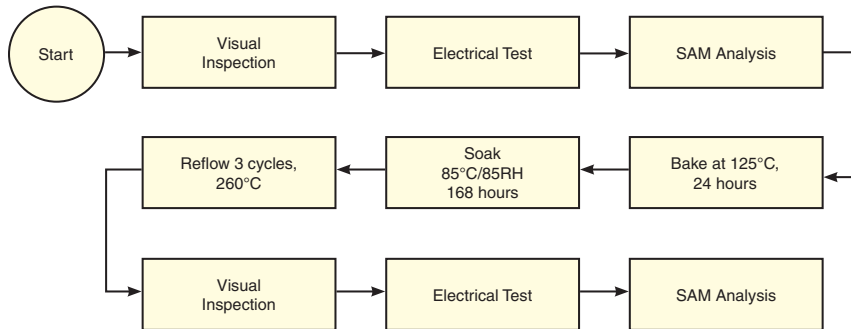 Start
Visual
Inspection
Electrical Test
SAM Analysis
Bake at 125°C,
24 hours
Soak
85°C/85RH
168 hours
Reflow 3 cycles,
260°C
Visual
Inspection
Electrical Test
SAM Analysis